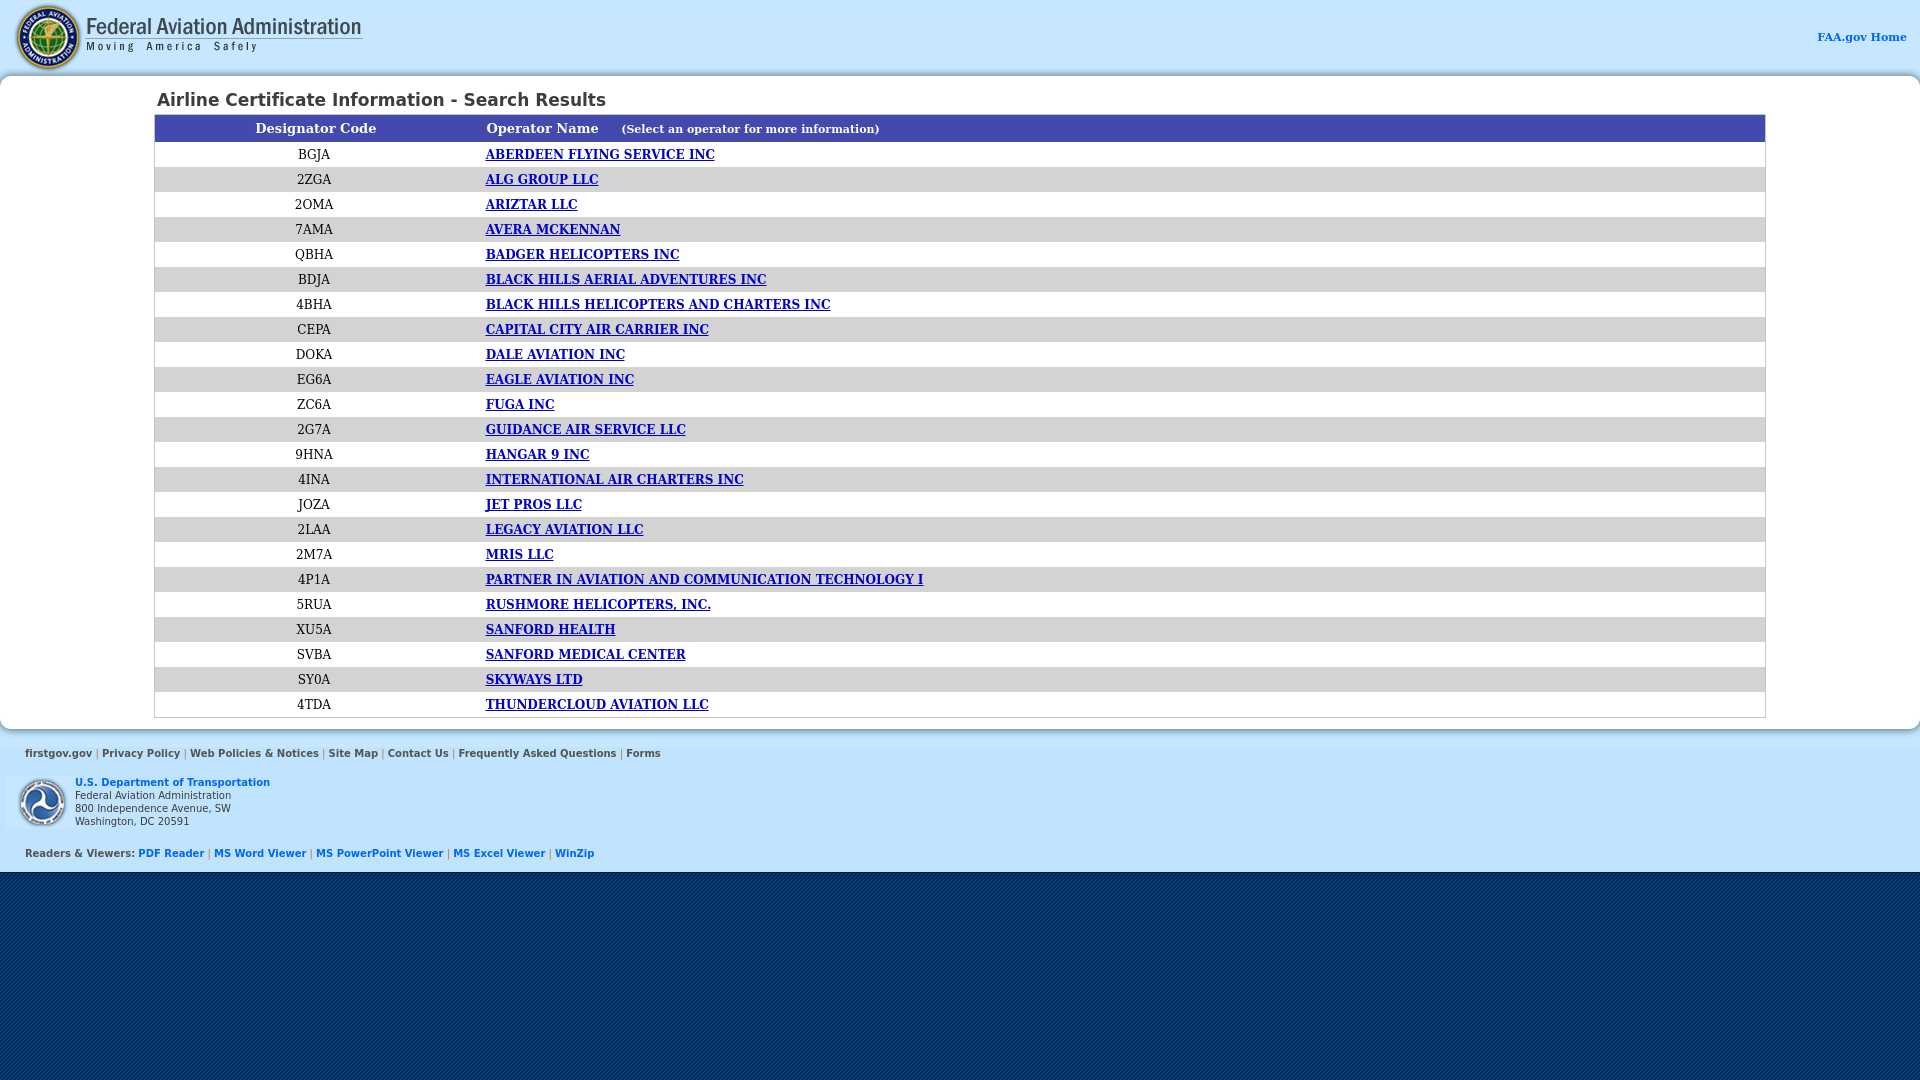 Federal Aviation Administration
Moving America Safely
FAA.gov Home
Airline Certificate Information - Search Results
Designator Code Operator Name (Select an operator for more information)
BGJA ABERDEEN FLYING SERVICE INC
2ZGA ALG GROUP LLC
2OMA ARIZTAR LLC
7AMA AVERA MCKENNAN
QBHA BADGER HELICOPTERS INC
BDJA BLACK HILLS AERIAL ADVENTURES INC
4BHA BLACK HILLS HELICOPTERS AND CHARTERS INC
CEPA CAPITAL CITY AIR CARRIER INC
DOKA DALE AVIATION INC
EG6A EAGLE AVIATION INC
ZC6A FUGA INC
2G7A GUIDANCE AIR SERVICE LLC
9HNA HANGAR 9 INC
4INA INTERNATIONAL AIR CHARTERS INC
JOZA JET PROS LLC
2LAA LEGACY AVIATION LLC
2M7A MRIS LLC
4P1A PARTNER IN AVIATION AND COMMUNICATION TECHNOLOGY I
5RUA RUSHMORE HELICOPTERS, INC.
XU5A SANFORD HEALTH
SVBA SANFORD MEDICAL CENTER
SY0A SKYWAYS LTD
4TDA THUNDERCLOUD AVIATION LLC
firstgov.gov | Privacy Policy | Web Policies & Notices | Site Map | Contact Us | Frequently Asked Questions | Forms
U.S. Department of Transportation
Federal Aviation Administration
800 Independence Avenue, SW
Washington, DC 20591
Readers & Viewers: PDF Reader | MS Word Viewer | MS PowerPoint Viewer | MS Excel Viewer | WinZip